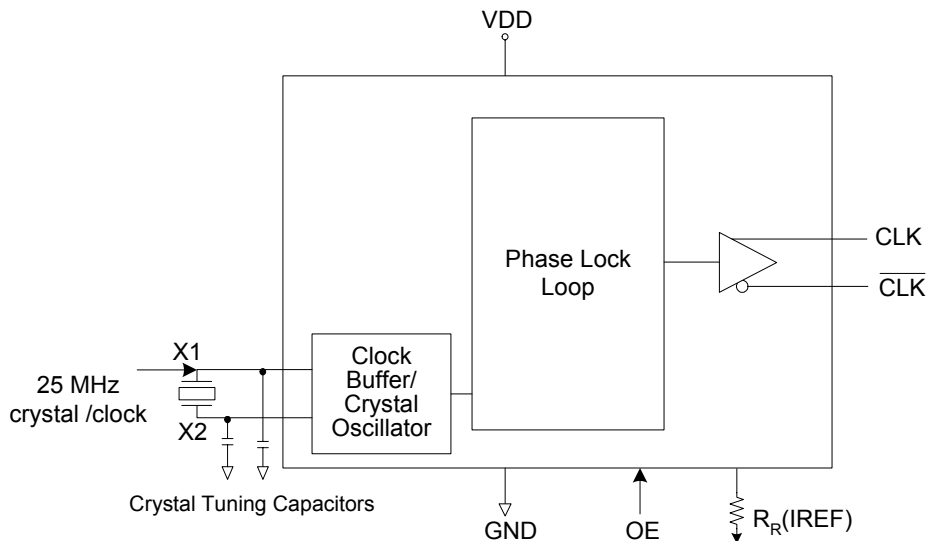 VDD
Phase Lock
Loop
CLK
CLK
X1
Clock
Buffer/
Crystal
Oscillator
25 MHz
crystal /clock
X2
Crystal Tuning Capacitors
GND
OE
RR(IREF)